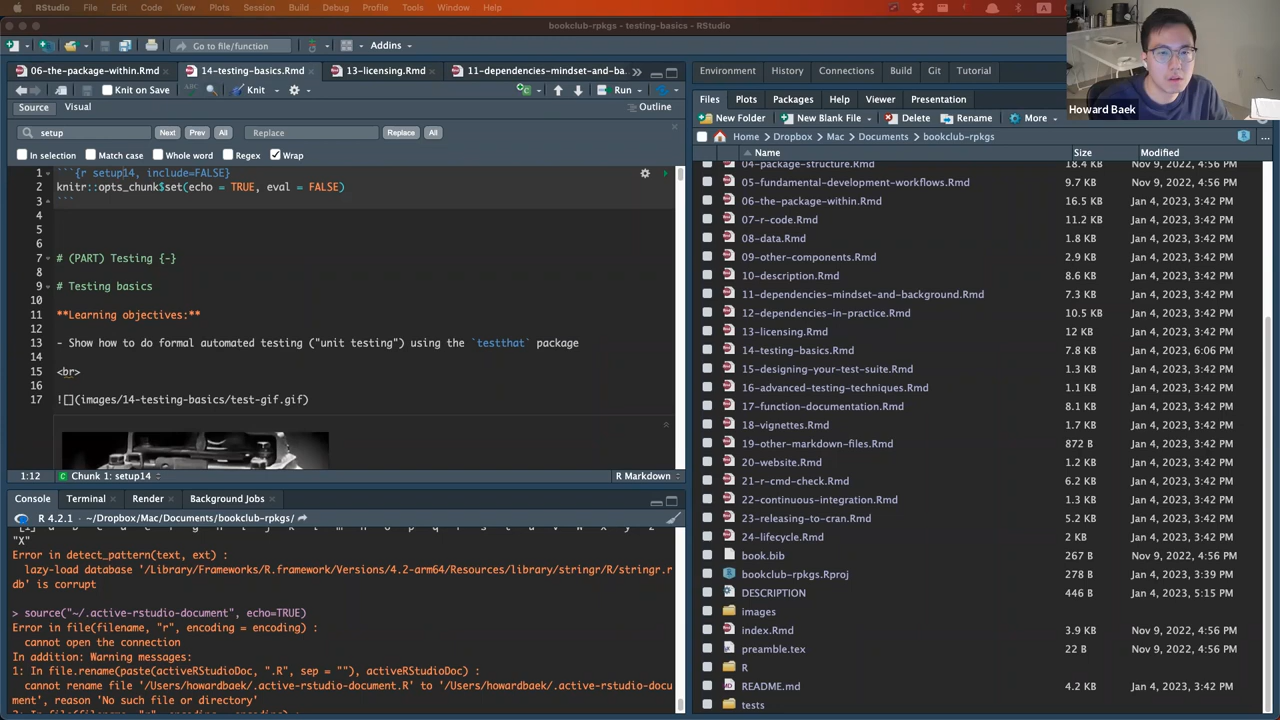 RStudio File Edit Code View Plots Session Build Debug Profile Tools Window Help
bookclub-rpkgs - testing-basics - RStudio
Go to file/function Addins
06-the-package-within.Rmd 14-testing-basics.Rmd 13-licensing.Rmd 11-dependencies-mindset-and-ba
Knit on Save Knit Run
Source Visual Outline
setup Next Prev All Replace Replace All
In selection Match case Whole word Regex Wrap
1 ```{r setup14, include=FALSE}
2 knitr::opts_chunk$set(echo = TRUE, eval = FALSE)
3 ```
4
5
6
7 # (PART) Testing {-}
8
9 # Testing basics
10
11 **Learning objectives:**
12
13 - Show how to do formal automated testing ("unit testing") using the `testthat` package
14
15 <br>
16
17 ![](images/14-testing-basics/test-gif.gif)
1:12 Chunk 1: setup14 R Markdown
Console Terminal Render Background Jobs
R 4.2.1 · ~/Dropbox/Mac/Documents/bookclub-rpkgs/
"X"
Error in detect_pattern(text, ext) :
lazy-load database '/Library/Frameworks/R.framework/Versions/4.2-arm64/Resources/library/stringr/R/stringr.r
db' is corrupt
> source("~/.active-rstudio-document", echo=TRUE)
Error in file(filename, "r", encoding = encoding) :
cannot open the connection
In addition: Warning messages:
1: In file.rename(paste(activeRStudioDoc, ".R", sep = ""), activeRStudioDoc) :
cannot rename file '/Users/howardbaek/.active-rstudio-document.R' to '/Users/howardbaek/.active-rstudio-docu
ment', reason 'No such file or directory'
Environment History Connections Build Git Tutorial
Files Plots Packages Help Viewer Presentation
New Folder New Blank File Delete Rename More
Home Dropbox Mac Documents bookclub-rpkgs ...
Name Size Modified
04-package-structure.Rmd 18.4 KB Nov 9, 2022, 4:56 PM
05-fundamental-development-workflows.Rmd 9.7 KB Nov 9, 2022, 4:56 PM
06-the-package-within.Rmd 16.5 KB Jan 4, 2023, 3:42 PM
07-r-code.Rmd 11.2 KB Jan 4, 2023, 3:42 PM
08-data.Rmd 1.8 KB Jan 4, 2023, 3:42 PM
09-other-components.Rmd 2.9 KB Jan 4, 2023, 3:42 PM
10-description.Rmd 8.6 KB Jan 4, 2023, 3:42 PM
11-dependencies-mindset-and-background.Rmd 7.3 KB Jan 4, 2023, 3:42 PM
12-dependencies-in-practice.Rmd 10.5 KB Jan 4, 2023, 3:42 PM
13-licensing.Rmd 12 KB Jan 4, 2023, 3:42 PM
14-testing-basics.Rmd 7.8 KB Jan 4, 2023, 6:06 PM
15-designing-your-test-suite.Rmd 1.3 KB Jan 4, 2023, 3:42 PM
16-advanced-testing-techniques.Rmd 1.1 KB Jan 4, 2023, 3:42 PM
17-function-documentation.Rmd 8.1 KB Jan 4, 2023, 3:42 PM
18-vignettes.Rmd 1.7 KB Jan 4, 2023, 3:42 PM
19-other-markdown-files.Rmd 872 B Jan 4, 2023, 3:42 PM
20-website.Rmd 1.2 KB Jan 4, 2023, 3:42 PM
21-r-cmd-check.Rmd 6.2 KB Jan 4, 2023, 3:42 PM
22-continuous-integration.Rmd 1.3 KB Jan 4, 2023, 3:42 PM
23-releasing-to-cran.Rmd 5.2 KB Jan 4, 2023, 3:42 PM
24-lifecycle.Rmd 2 KB Jan 4, 2023, 3:42 PM
book.bib 267 B Nov 9, 2022, 4:56 PM
bookclub-rpkgs.Rproj 278 B Jan 4, 2023, 3:39 PM
DESCRIPTION 446 B Jan 4, 2023, 5:15 PM
images
index.Rmd 3.9 KB Nov 9, 2022, 4:56 PM
preamble.tex 22 B Nov 9, 2022, 4:56 PM
R
README.md 4.2 KB Jan 4, 2023, 3:42 PM
tests
Howard Baek